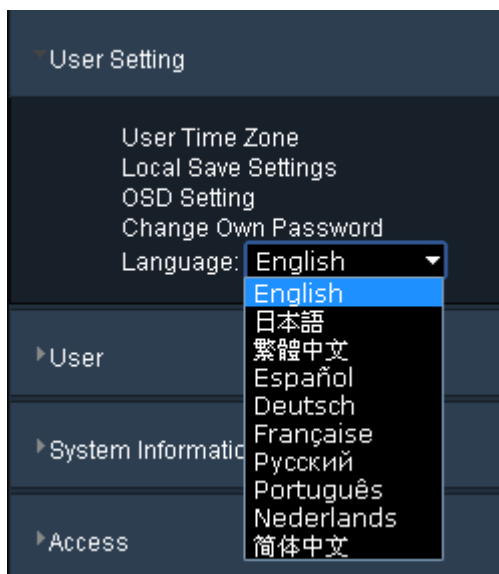 User Setting
User Time Zone
Local Save Settings
OSD Setting
Change Own Password
Language: English
English
日本語
繁體中文
Español
Deutsch
Française
Русский
Português
Nederlands
简体中文
User
System Informatic
Access